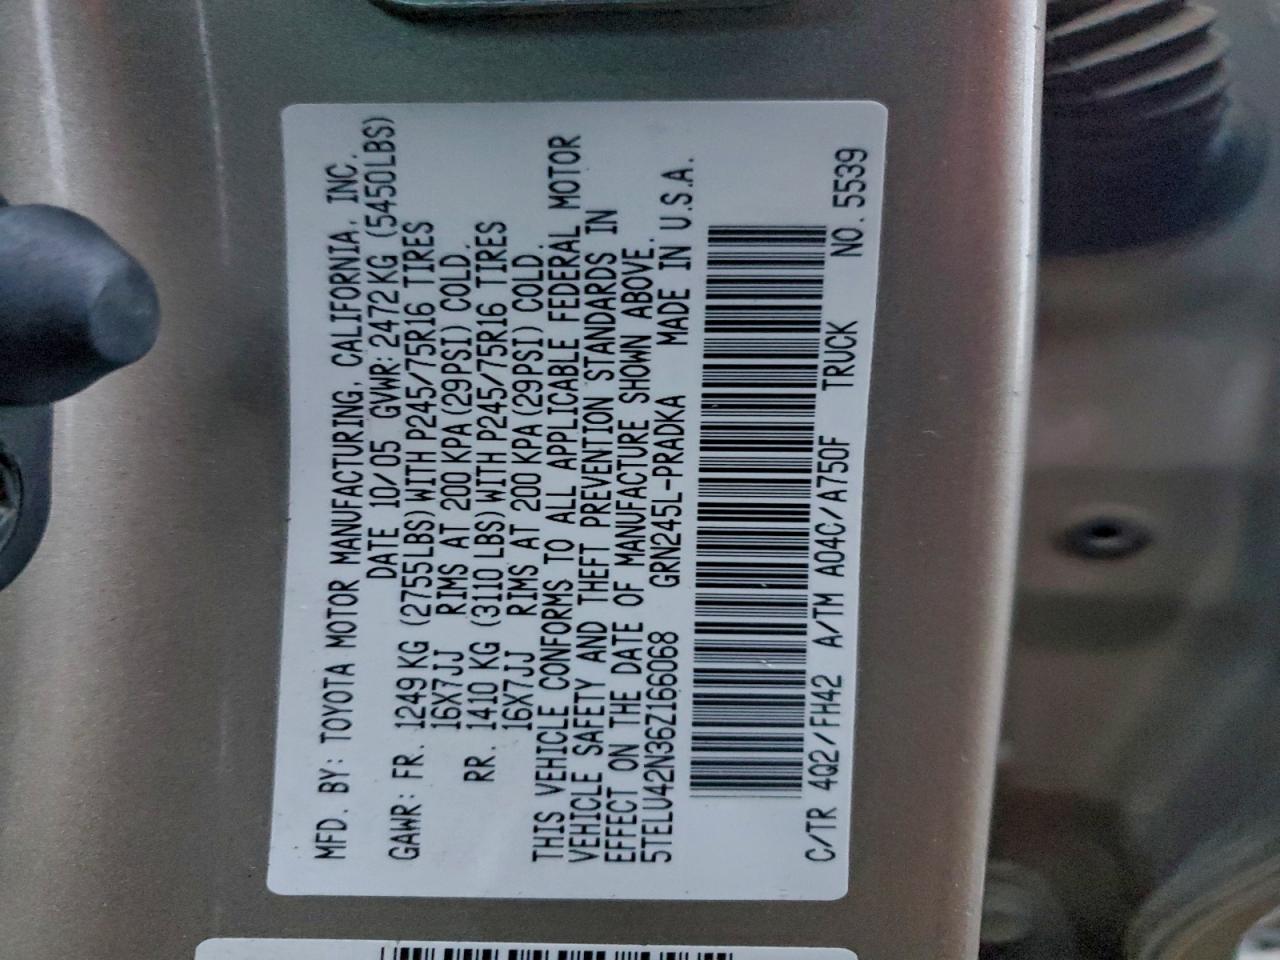 MFD. BY: TOYOTA MOTOR MANUFACTURING, CALIFORNIA, INC.
DATE 10/05 GVWR: 2472KG (5450LBS)
GAWR: FR. 1249KG (2755LBS) WITH P245/75R16 TIRES
16X7JJ RIMS AT 200 KPA (29PSI) COLD.
RR. 1410 KG (3110 LBS) WITH P245/75R16 TIRES
16X7JJ RIMS AT 200 KPA (29PSI) COLD.
THIS VEHICLE CONFORMS TO ALL APPLICABLE FEDERAL MOTOR
VEHICLE SAFETY AND THEFT PREVENTION STANDARDS IN
EFFECT ON THE DATE OF MANUFACTURE SHOWN ABOVE.
5TELU42N36Z166068 GRN245L-PRADKA MADE IN U.S.A.
C/TR 4Q2/FH42 A/TM A04C/A750F TRUCK NO. 5539